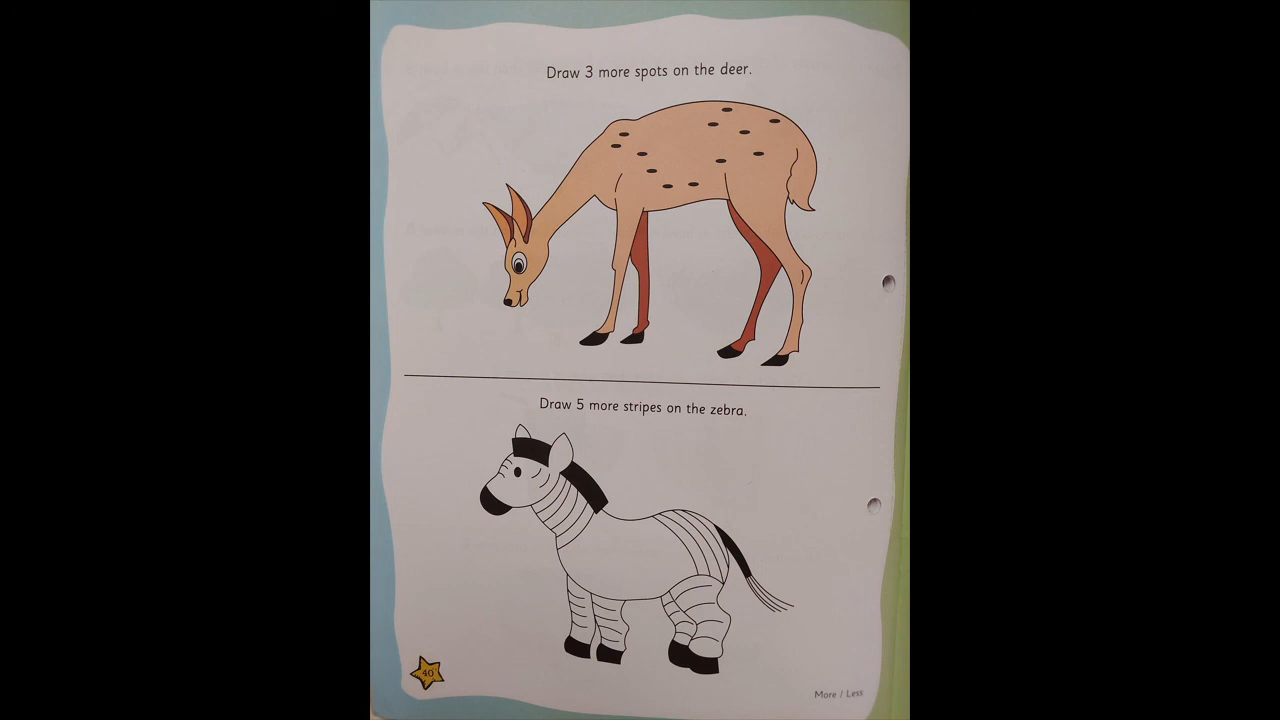 Draw 3 more spots on the deer.
Draw 5 more stripes on the zebra.
40
More / Less